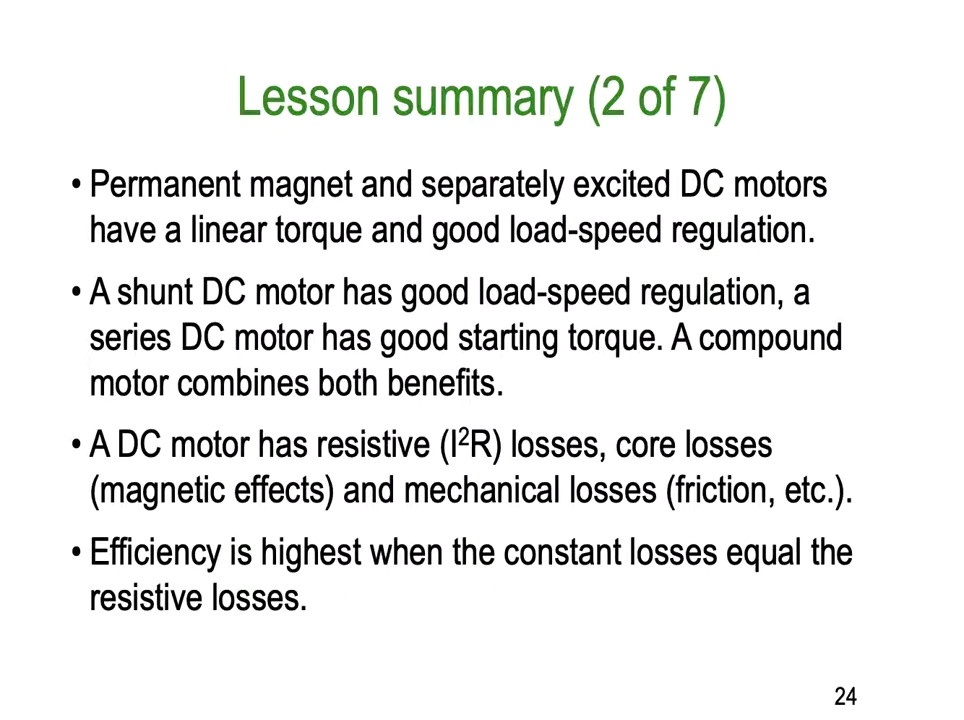 Lesson summary (2 of 7)
• Permanent magnet and separately excited DC motors
have a linear torque and good load-speed regulation.
• A shunt DC motor has good load-speed regulation, a
series DC motor has good starting torque. A compound
motor combines both benefits.
• A DC motor has resistive (I²R) losses, core losses
(magnetic effects) and mechanical losses (friction, etc.).
• Efficiency is highest when the constant losses equal the
resistive losses.
24